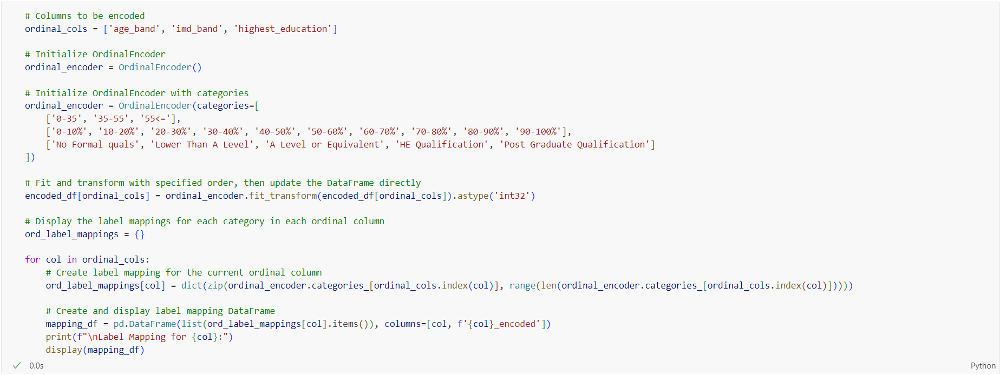 # Columns to be encoded
ordinal_cols = ['age_band', 'imd_band', 'highest_education']

# Initialize OrdinalEncoder
ordinal_encoder = OrdinalEncoder()

# Initialize OrdinalEncoder with categories
ordinal_encoder = OrdinalEncoder(categories=[
    ['0-35', '35-55', '55<='],
    ['0-10%', '10-20%', '20-30%', '30-40%', '40-50%', '50-60%', '60-70%', '70-80%', '80-90%', '90-100%'],
    ['No Formal quals', 'Lower Than A Level', 'A Level or Equivalent', 'HE Qualification', 'Post Graduate Qualification']
])

# Fit and transform with specified order, then update the DataFrame directly
encoded_df[ordinal_cols] = ordinal_encoder.fit_transform(encoded_df[ordinal_cols]).astype('int32')

# Display the label mappings for each category in each ordinal column
ord_label_mappings = {}

for col in ordinal_cols:
    # Create label mapping for the current ordinal column
    ord_label_mappings[col] = dict(zip(ordinal_encoder.categories_[ordinal_cols.index(col)], range(len(ordinal_encoder.categories_[ordinal_cols.index(col)]))))

    # Create and display label mapping DataFrame
    mapping_df = pd.DataFrame(list(ord_label_mappings[col].items()), columns=[col, f'{col}_encoded'])
    print(f"\nLabel Mapping for {col}:")
    display(mapping_df)
✓ 0.0s
Python